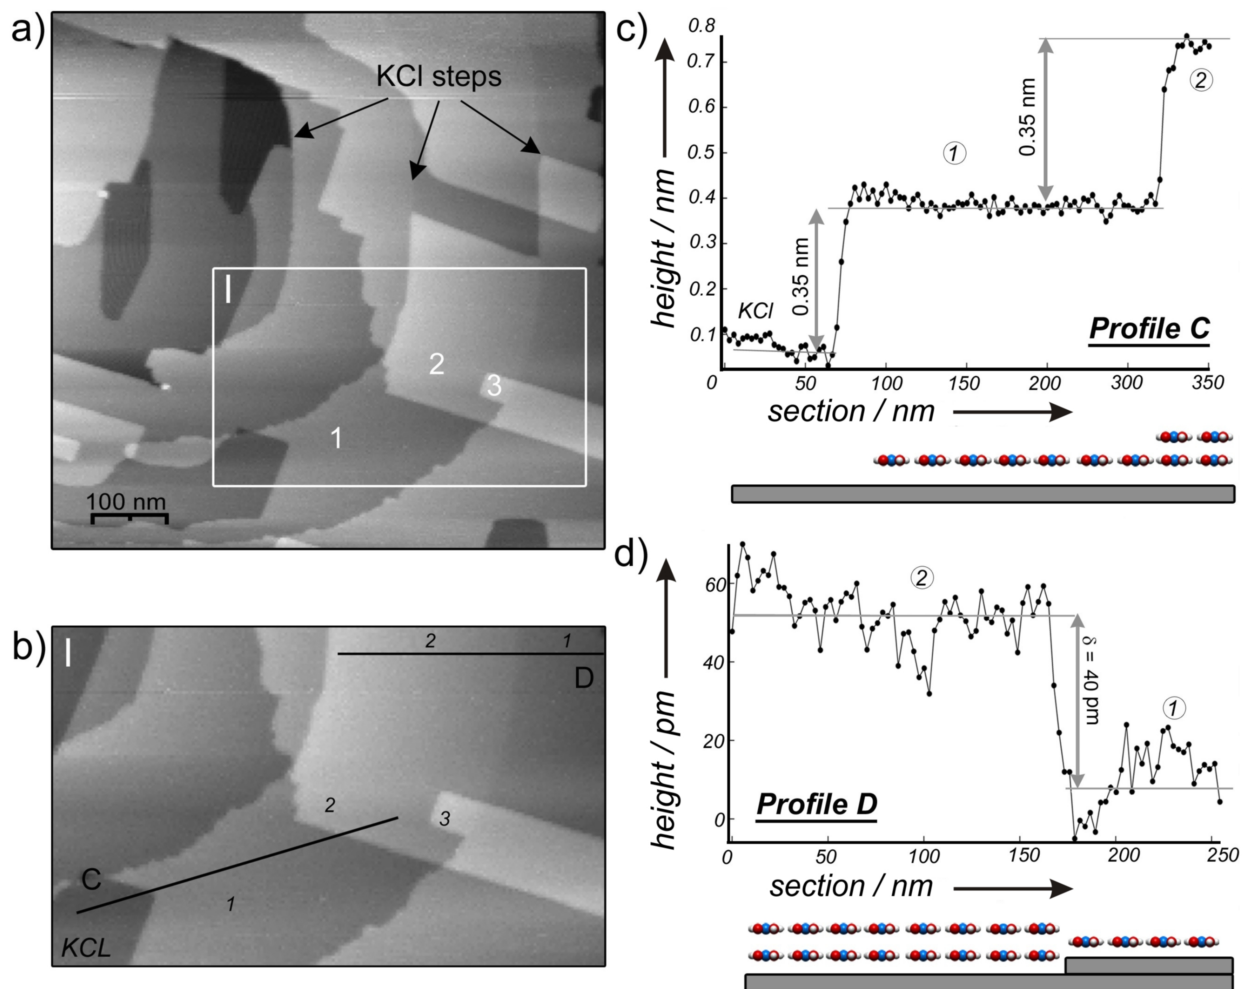 a)
KCl steps
I
2
3
1
100 nm
b)
I
2
1
D
2
3
C
1
KCL
c)
height / nm
0.8
0.7
0.6
0.5
0.4
0.3
0.2
0.1
0
50
100
150
200
250
300
350
section / nm
KCl
0.35 nm
1
0.35 nm
2
Profile C
d)
height / pm
60
40
20
0
0
50
100
150
200
250
section / nm
2
δ = 40 pm
1
Profile D